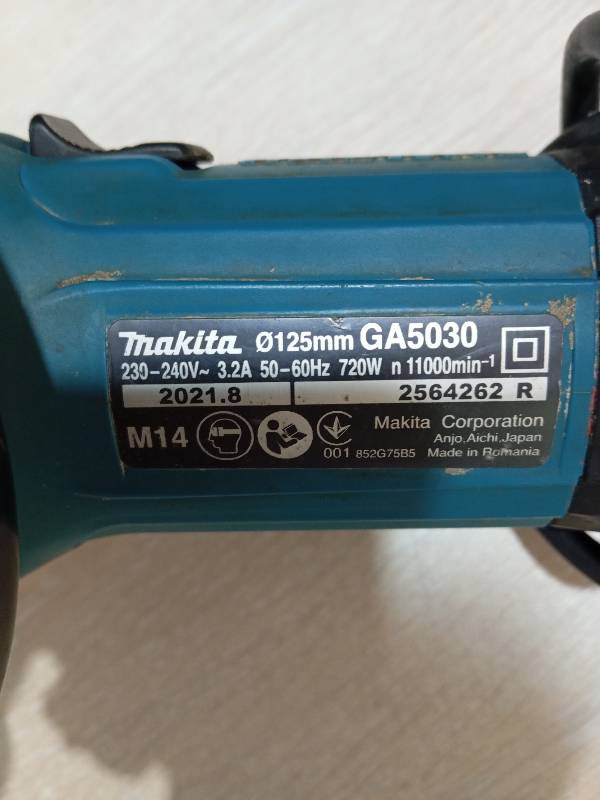 makita Ø125mm GA5030
230-240V~ 3.2A 50-60Hz 720W n 11000min-1
2021.8 2564262 R
M14
Makita Corporation
Anjo,Aichi,Japan
001 852G75B5 Made in Romania